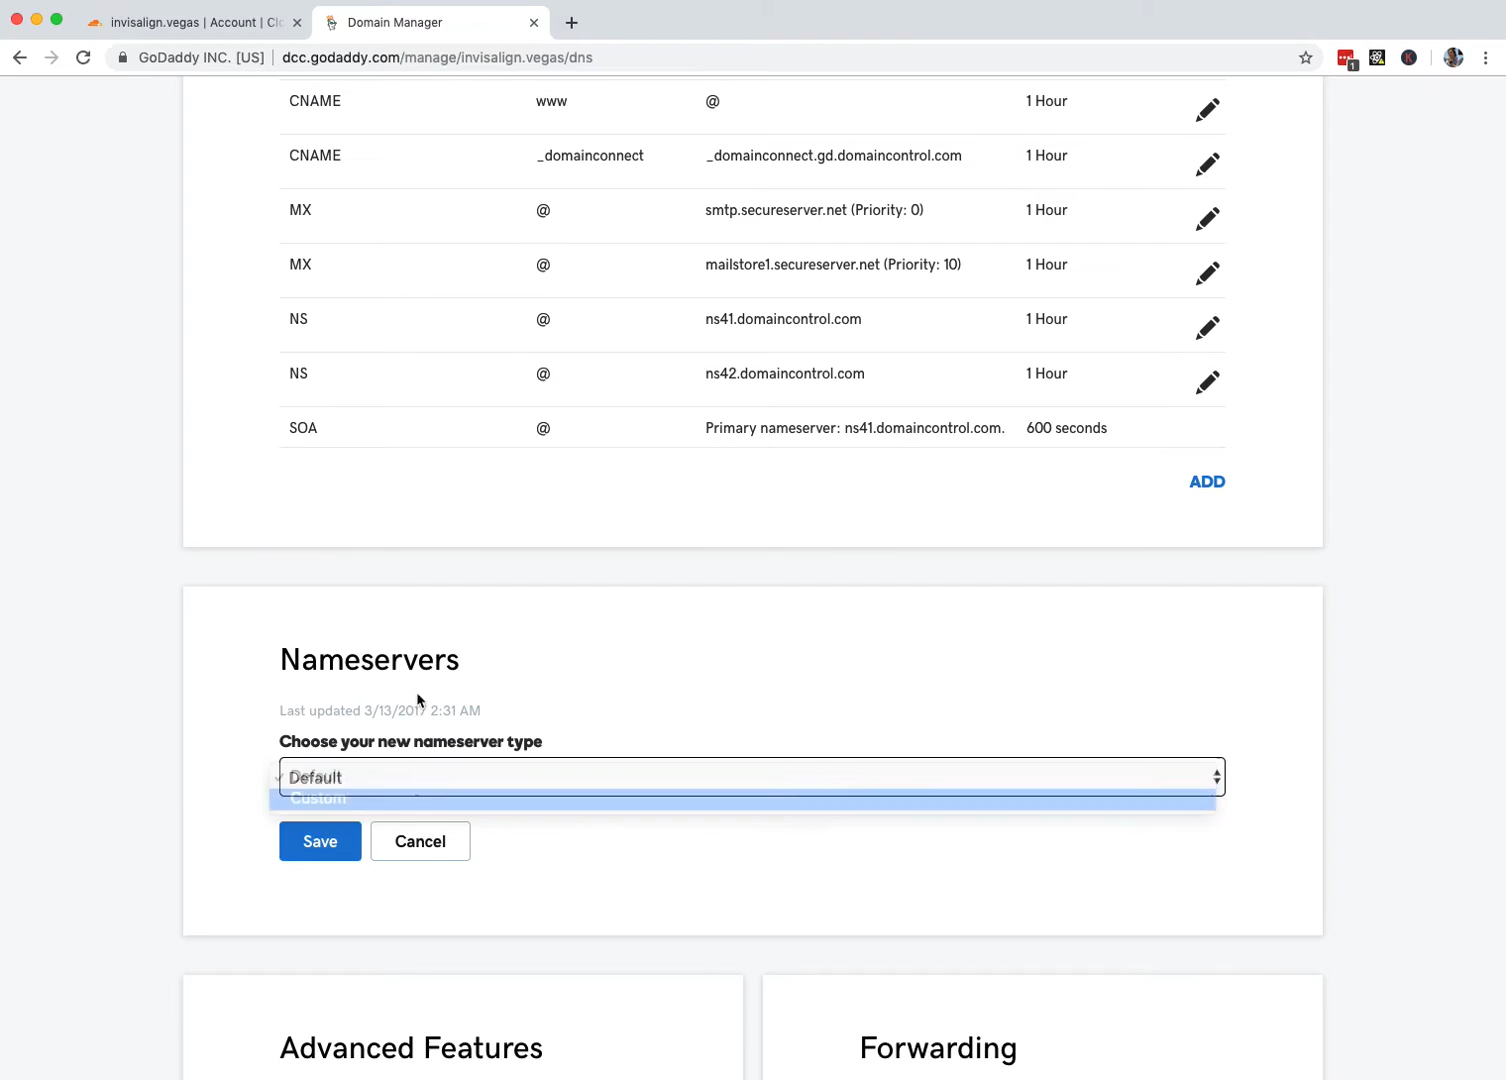 invisalign.vegas | Account | Clo
Domain Manager
GoDaddy INC. [US] | dcc.godaddy.com/manage/invisalign.vegas/dns
1
K
CNAME www @ 1 Hour
CNAME _domainconnect _domainconnect.gd.domaincontrol.com 1 Hour
MX @ smtp.secureserver.net (Priority: 0) 1 Hour
MX @ mailstore1.secureserver.net (Priority: 10) 1 Hour
NS @ ns41.domaincontrol.com 1 Hour
NS @ ns42.domaincontrol.com 1 Hour
SOA @ Primary nameserver: ns41.domaincontrol.com. 600 seconds
ADD
Nameservers
Last updated 3/13/2017 2:31 AM
Choose your new nameserver type
Default
Custom
Save Cancel
Advanced Features
Forwarding